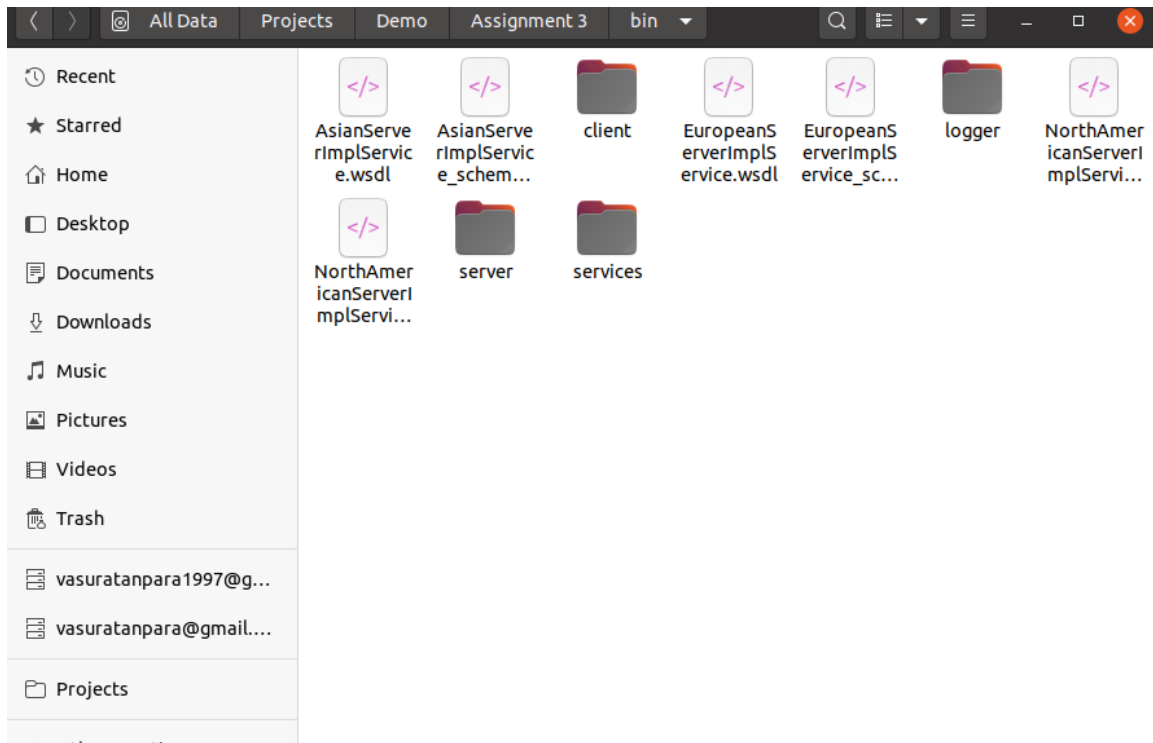 All Data Projects Demo Assignment 3 bin
Recent
Starred
Home
Desktop
Documents
Downloads
Music
Pictures
Videos
Trash
vasuratanpara1997@g...
vasuratanpara@gmail....
Projects
</> </> </> </> </>
AsianServe AsianServe client EuropeanS EuropeanS logger NorthAmer
rImplServic rImplServic erverImplS erverImplS icanServerI
e.wsdl e_schem... ervice.wsdl ervice_sc... mplServi...
</>
NorthAmer server services
icanServerI
mplServi...